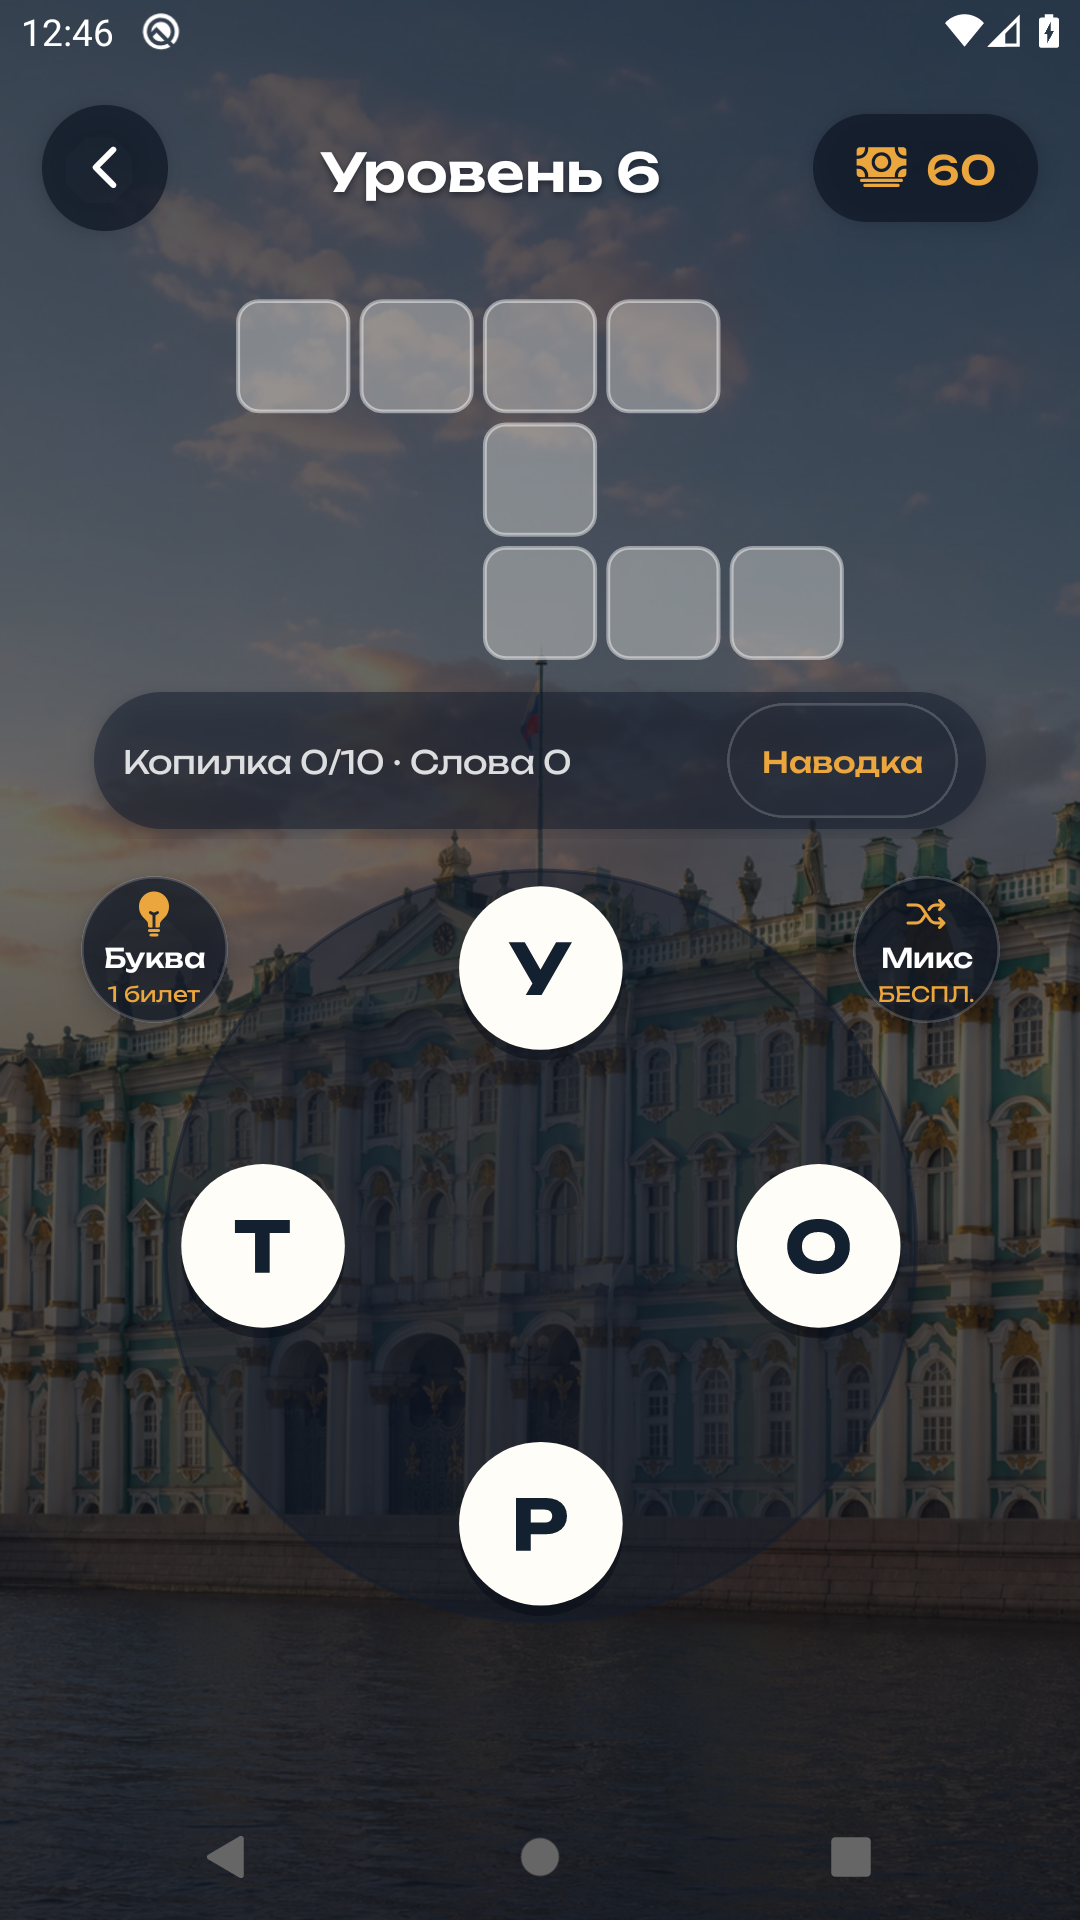 12:46
Уровень 6
60
Копилка 0/10 · Слова 0
Наводка
Буква
1 билет
Микс
БЕСПЛ.
У
Т
О
Р